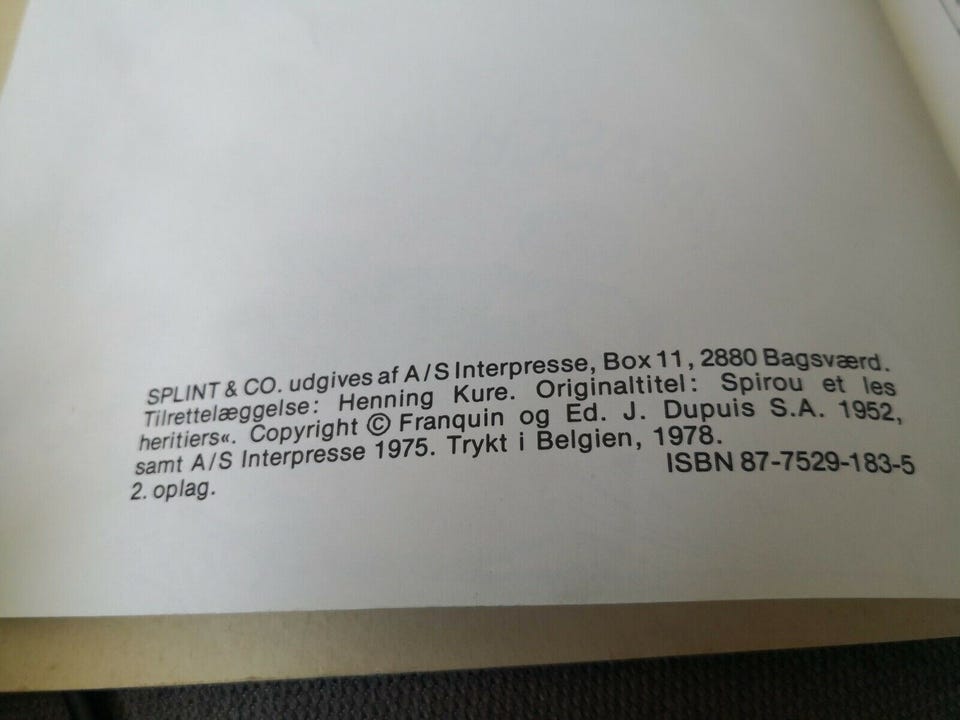 SPLINT & CO. udgives af A/S Interpresse, Box 11, 2880 Bagsværd.
Tilrettelæggelse: Henning Kure. Originaltitel: Spirou et les
heritiers«. Copyright © Franquin og Ed. J. Dupuis S.A. 1952,
samt A/S Interpresse 1975. Trykt i Belgien, 1978.
2. oplag. ISBN 87-7529-183-5